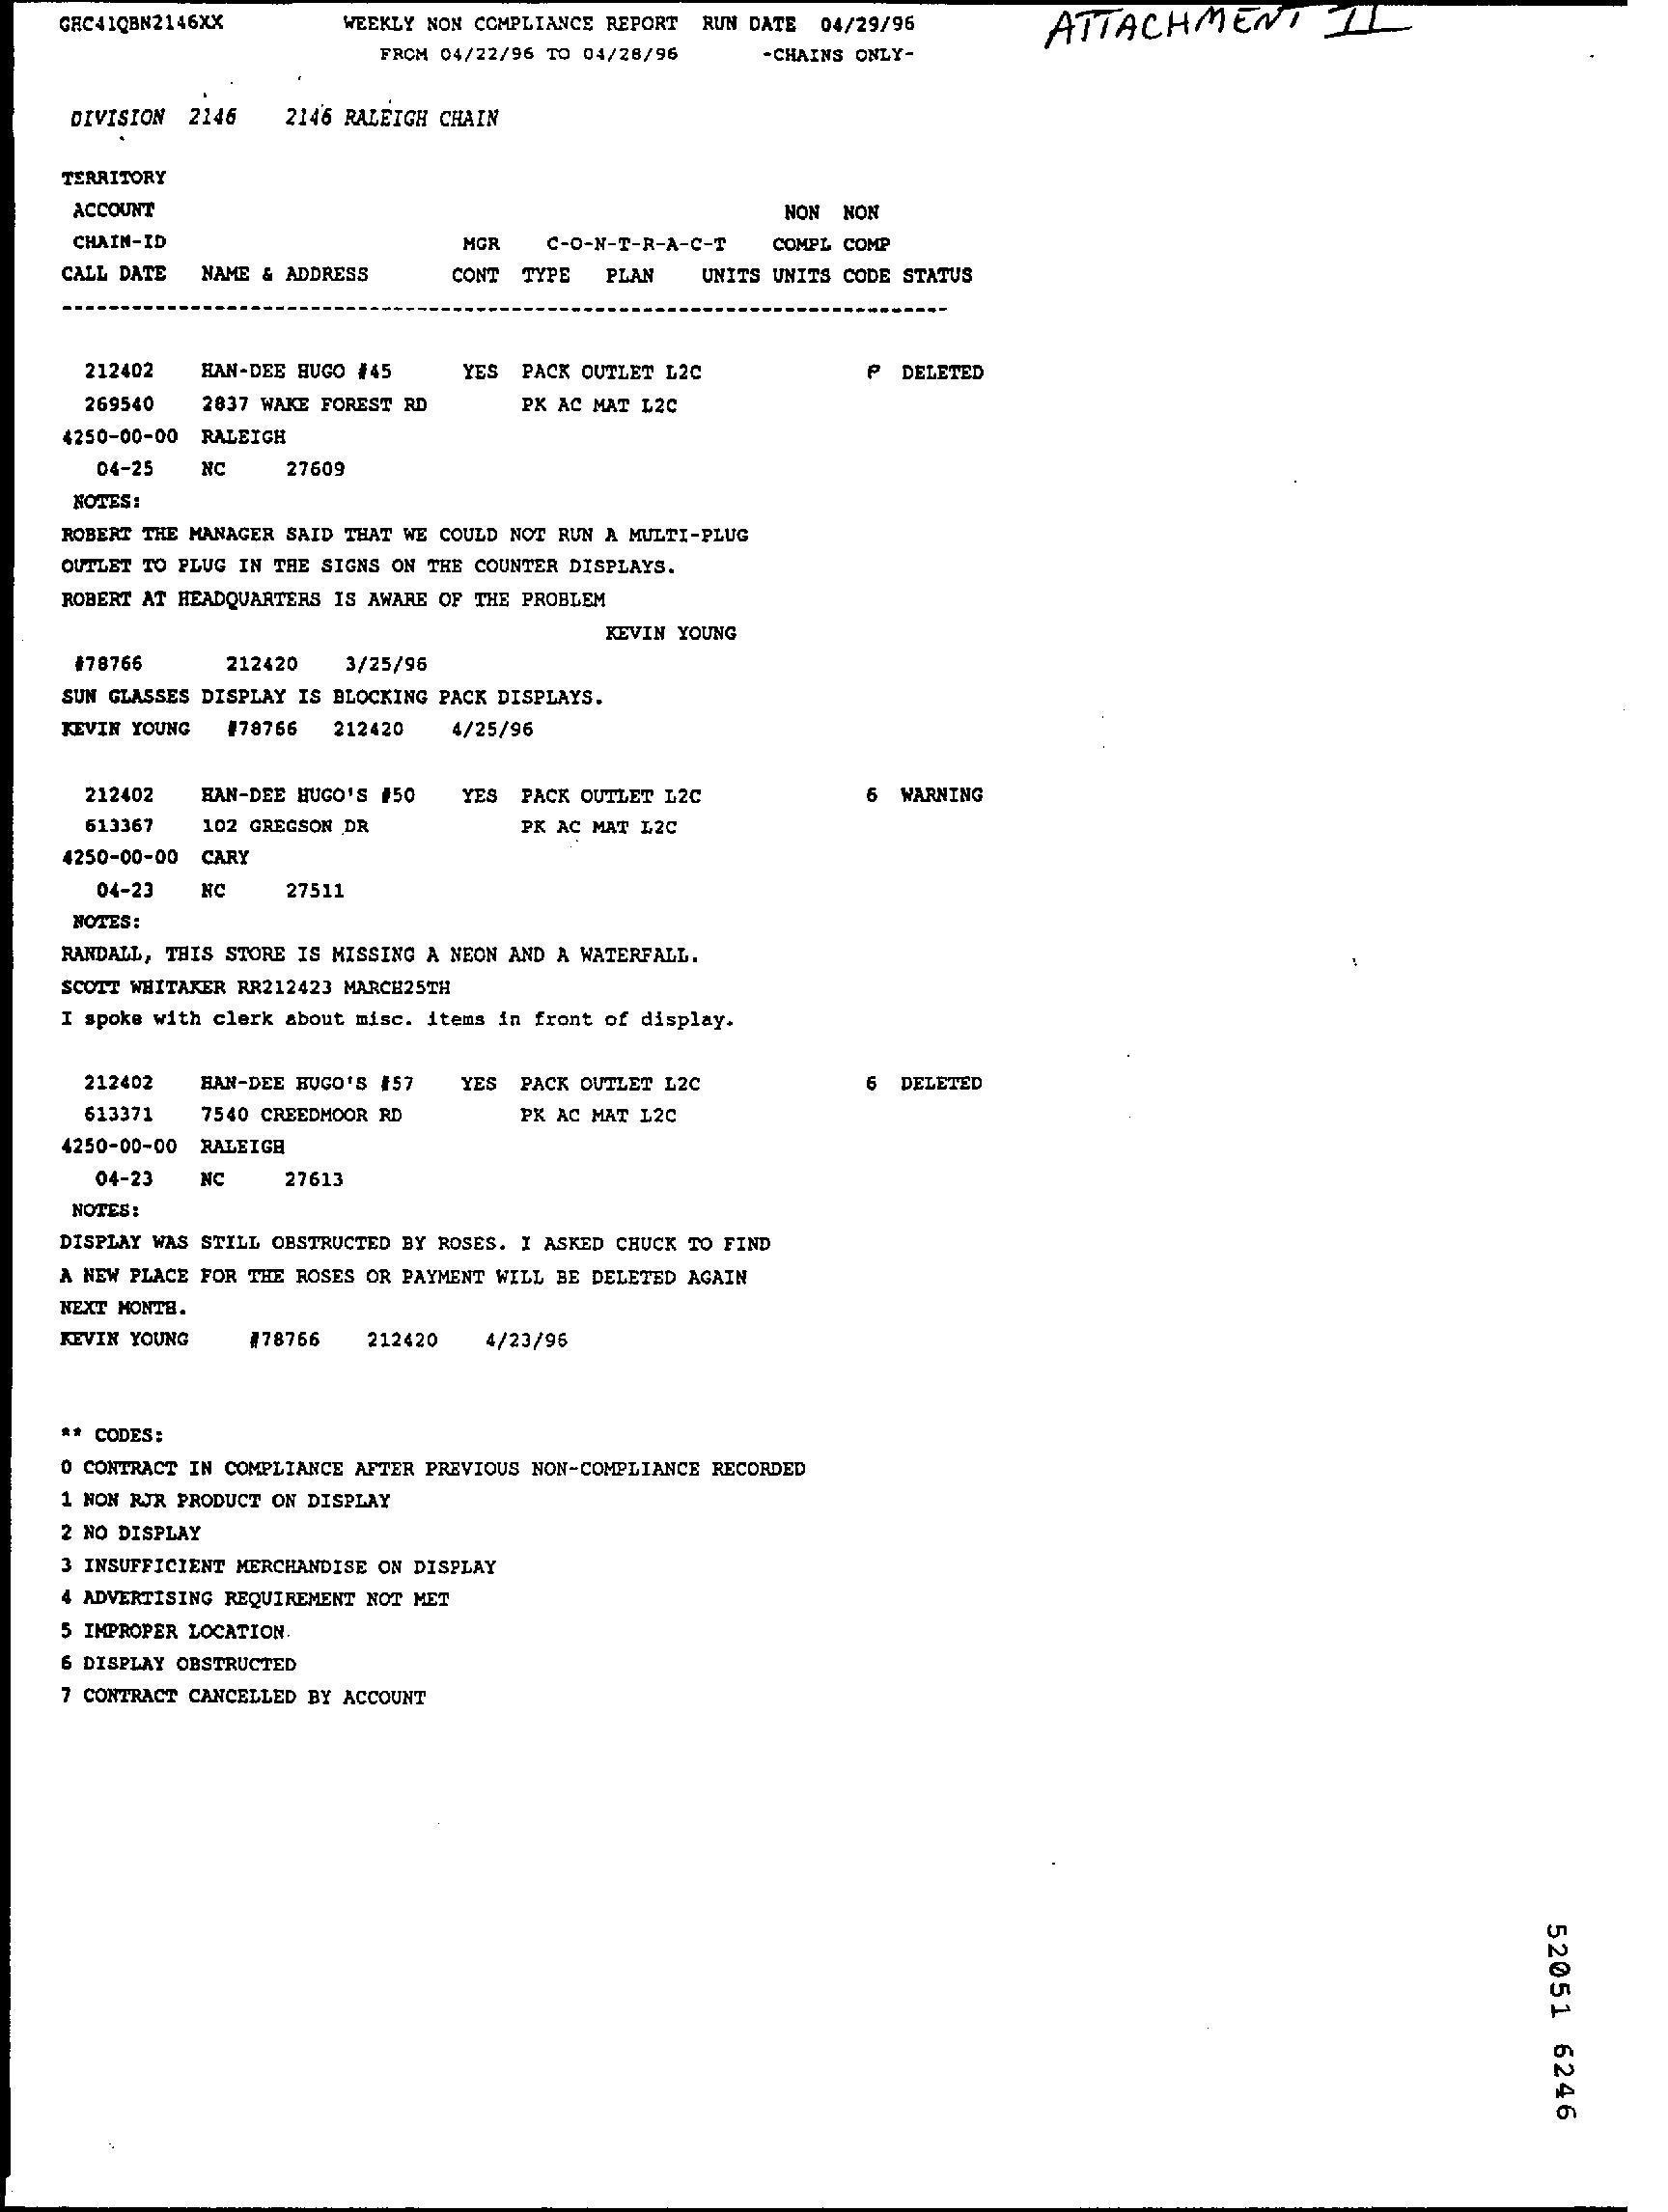 GHC41QBN2146XX WEEKLY NON COMPLIANCE REPORT RUN DATE 04/29/96
ATTACHMENT II
FROM 04/22/96 TO 04/28/96 -CHAINS ONLY-
DIVISION 2146 2146 RALEIGH CHAIN
TERRITORY
ACCOUNT NON NON
CHAIN-ID MGR C-O-N-T-R-A-C-T COMPL COMP
CALL DATE NAME & ADDRESS CONT TYPE PLAN UNITS UNITS CODE STATUS
--------------------------------------------------------------------------
212402 HAN-DEE HUGO #45 YES PACK OUTLET L2C P DELETED
269540 2837 WAKE FOREST RD PK AC MAT L2C
4250-00-00 RALEIGH
04-25 NC 27609
NOTES:
ROBERT THE MANAGER SAID THAT WE COULD NOT RUN A MULTI-PLUG
OUTLET TO PLUG IN THE SIGNS ON THE COUNTER DISPLAYS.
ROBERT AT HEADQUARTERS IS AWARE OF THE PROBLEM
KEVIN YOUNG
#78766 212420 3/25/96
SUN GLASSES DISPLAY IS BLOCKING PACK DISPLAYS.
KEVIN YOUNG #78766 212420 4/25/96
212402 HAN-DEE HUGO'S #50 YES PACK OUTLET L2C 6 WARNING
613367 102 GREGSON DR PK AC MAT L2C
4250-00-00 CARY
04-23 NC 27511
NOTES:
RANDALL, THIS STORE IS MISSING A NEON AND A WATERFALL.
SCOTT WHITAKER RR212423 MARCH25TH
I spoke with clerk about misc. items in front of display.
212402 HAN-DEE HUGO'S #57 YES PACK OUTLET L2C 6 DELETED
613371 7540 CREEDMOOR RD PK AC MAT L2C
4250-00-00 RALEIGH
04-23 NC 27613
NOTES:
DISPLAY WAS STILL OBSTRUCTED BY ROSES. I ASKED CHUCK TO FIND
A NEW PLACE FOR THE ROSES OR PAYMENT WILL BE DELETED AGAIN
NEXT MONTH.
KEVIN YOUNG #78766 212420 4/23/96
** CODES:
0 CONTRACT IN COMPLIANCE AFTER PREVIOUS NON-COMPLIANCE RECORDED
1 NON RJR PRODUCT ON DISPLAY
2 NO DISPLAY
3 INSUFFICIENT MERCHANDISE ON DISPLAY
4 ADVERTISING REQUIREMENT NOT MET
5 IMPROPER LOCATION
6 DISPLAY OBSTRUCTED
7 CONTRACT CANCELLED BY ACCOUNT
52051 6246